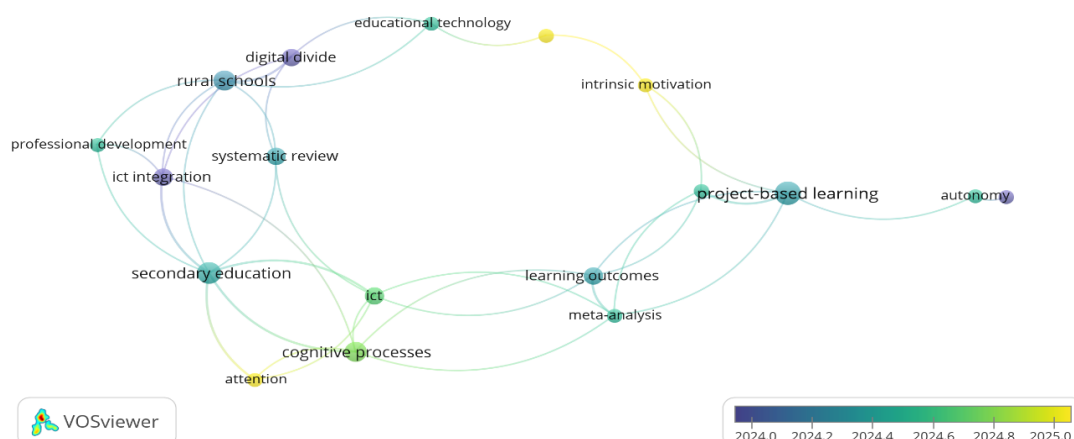 educational technology
digital divide
rural schools
intrinsic motivation
professional development
systematic review
ict integration
project-based learning
autonomy
secondary education
learning outcomes
ict
meta-analysis
cognitive processes
attention
VOSviewer
2024.0 2024.2 2024.4 2024.6 2024.8 2025.0